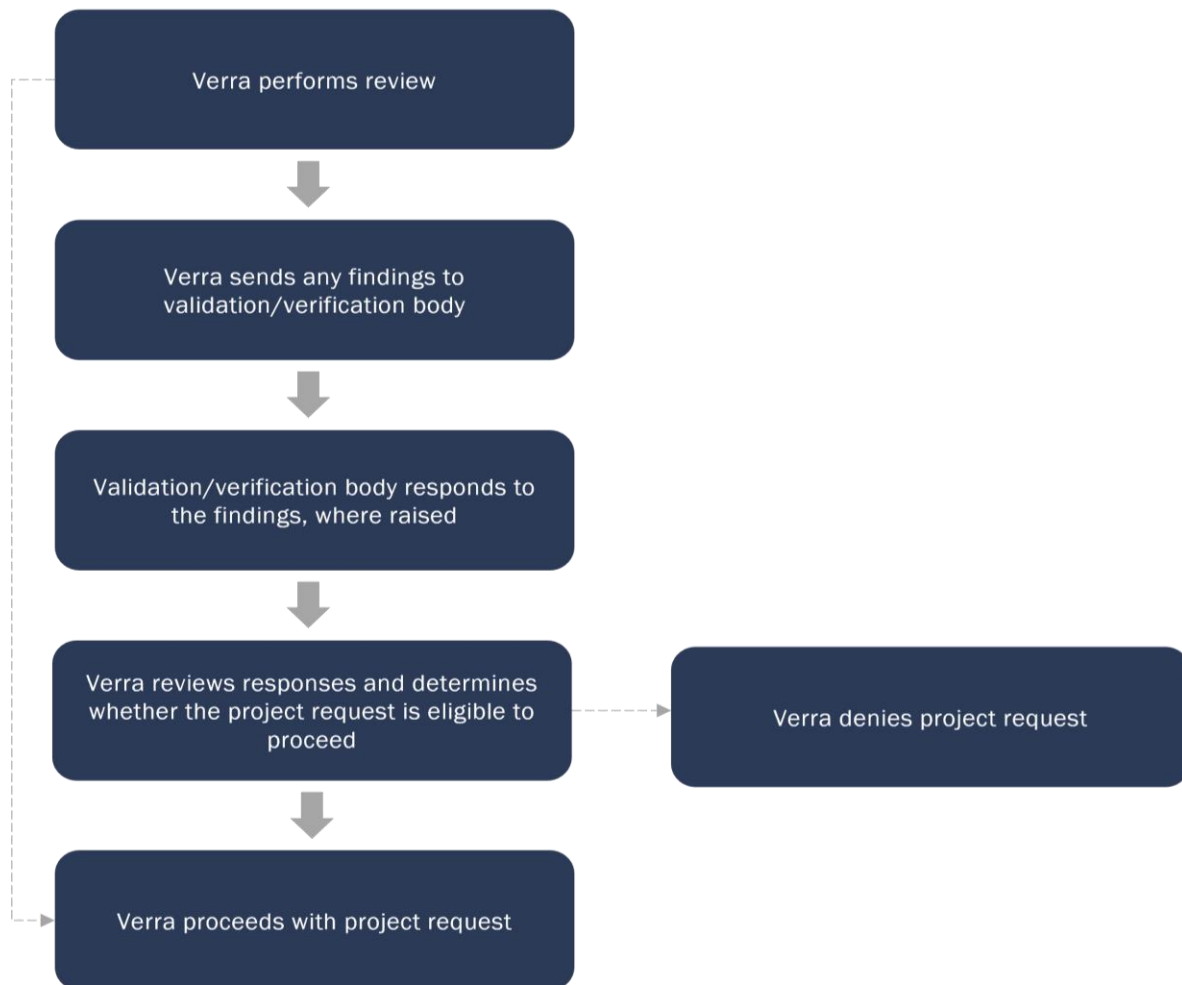 Verra performs review
Verra sends any findings to
validation/verification body
Validation/verification body responds to
the findings, where raised
Verra reviews responses and determines
whether the project request is eligible to
proceed
Verra denies project request
Verra proceeds with project request